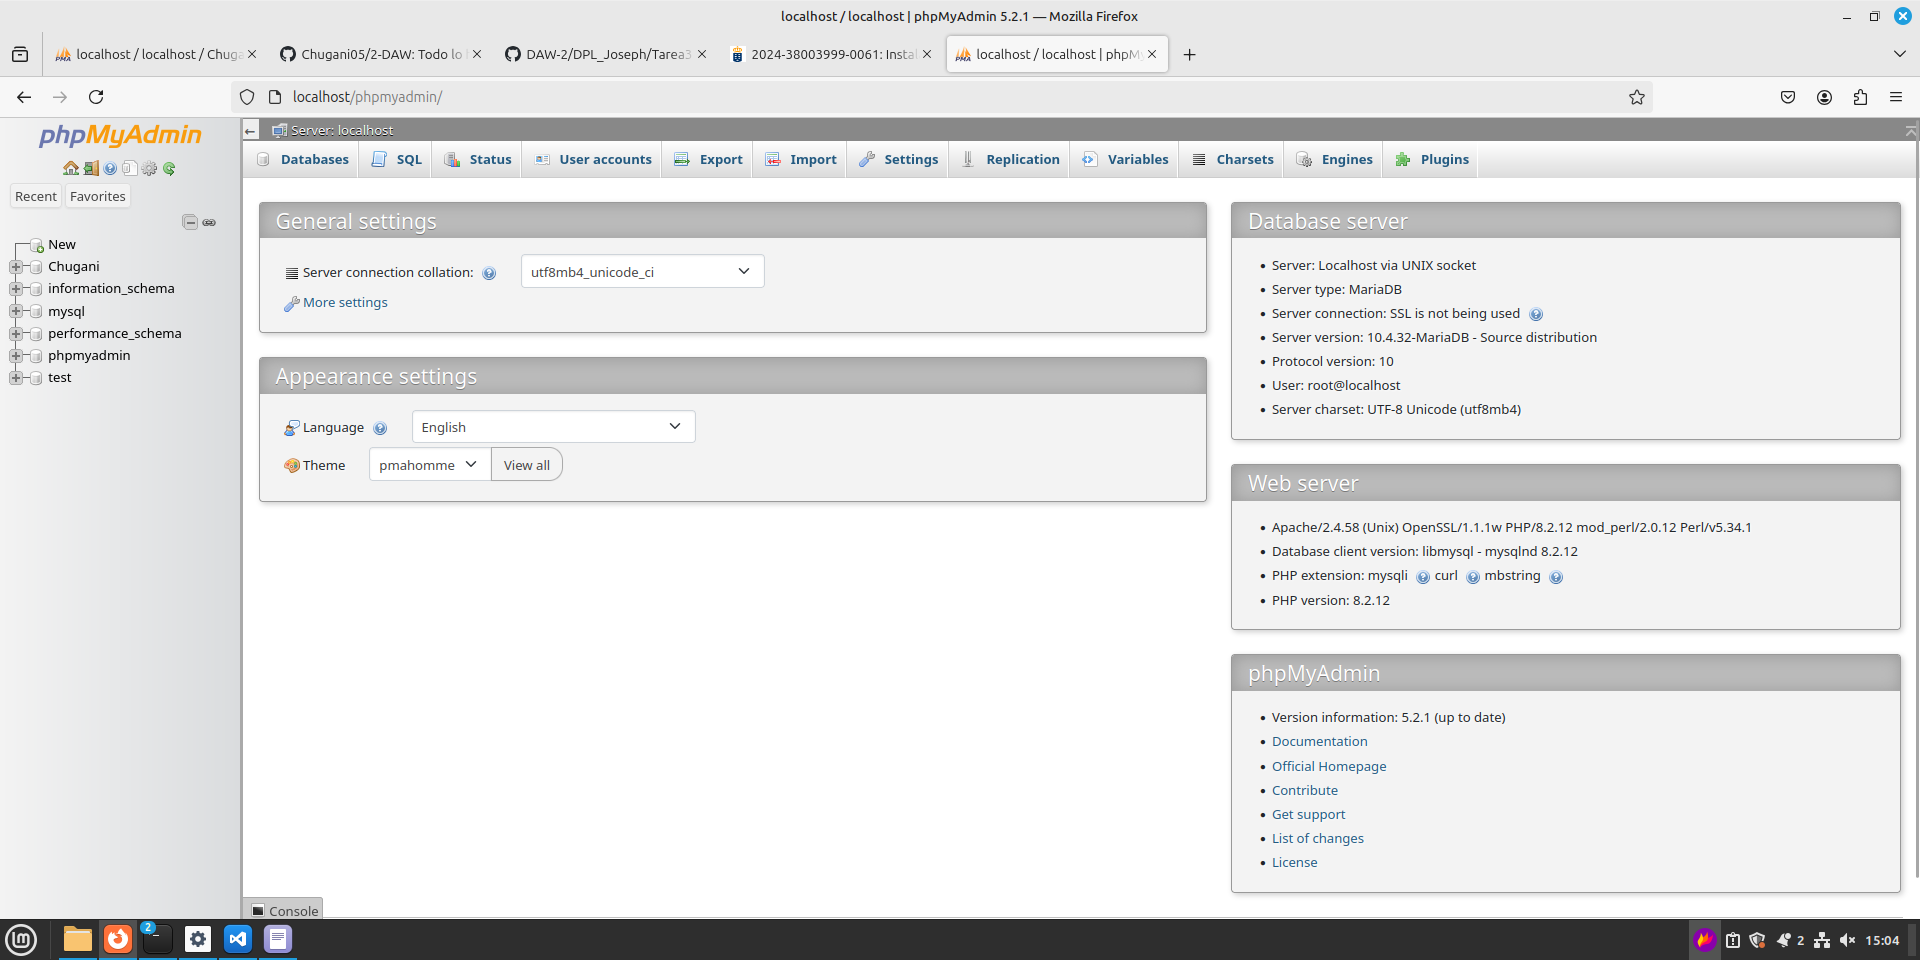 localhost / localhost | phpMyAdmin 5.2.1 — Mozilla Firefox
localhost / localhost / Chuga
Chugani05/2-DAW: Todo lo
DAW-2/DPL_Joseph/Tarea3
2024-38003999-0061: Instal
localhost / localhost | phpMy
localhost/phpmyadmin/
phpMyAdmin
Recent
Favorites
New
Chugani
information_schema
mysql
performance_schema
phpmyadmin
test
Server: localhost
Databases
SQL
Status
User accounts
Export
Import
Settings
Replication
Variables
Charsets
Engines
Plugins
General settings
Server connection collation:
utf8mb4_unicode_ci
More settings
Appearance settings
Language
English
Theme
pmahomme
View all
Database server
Server: Localhost via UNIX socket
Server type: MariaDB
Server connection: SSL is not being used
Server version: 10.4.32-MariaDB - Source distribution
Protocol version: 10
User: root@localhost
Server charset: UTF-8 Unicode (utf8mb4)
Web server
Apache/2.4.58 (Unix) OpenSSL/1.1.1w PHP/8.2.12 mod_perl/2.0.12 Perl/v5.34.1
Database client version: libmysql - mysqlnd 8.2.12
PHP extension: mysqli curl mbstring
PHP version: 8.2.12
phpMyAdmin
Version information: 5.2.1 (up to date)
Documentation
Official Homepage
Contribute
Get support
List of changes
License
Console
2
2
15:04